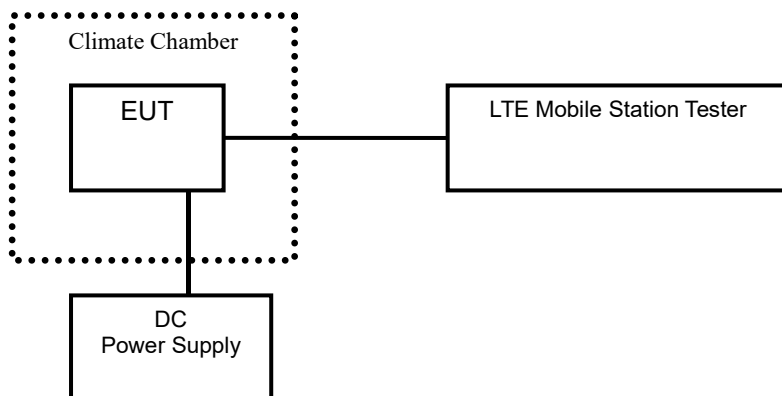 Climate Chamber
EUT
LTE Mobile Station Tester
DC
Power Supply